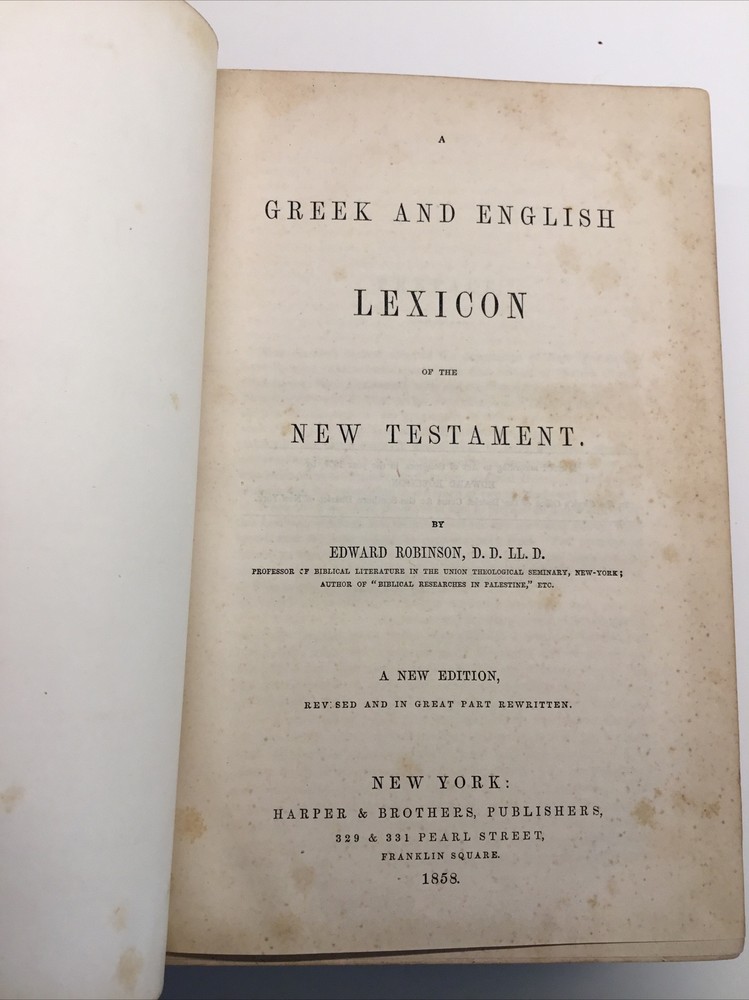 A
GREEK AND ENGLISH
LEXICON
OF THE
NEW TESTAMENT.
BY
EDWARD ROBINSON, D. D. LL. D.
PROFESSOR OF BIBLICAL LITERATURE IN THE UNION THEOLOGICAL SEMINARY, NEW-YORK;
AUTHOR OF "BIBLICAL RESEARCHES IN PALESTINE," ETC.
A NEW EDITION,
REVISED AND IN GREAT PART REWRITTEN.
NEW YORK:
HARPER & BROTHERS, PUBLISHERS,
329 & 331 PEARL STREET,
FRANKLIN SQUARE.
1858.